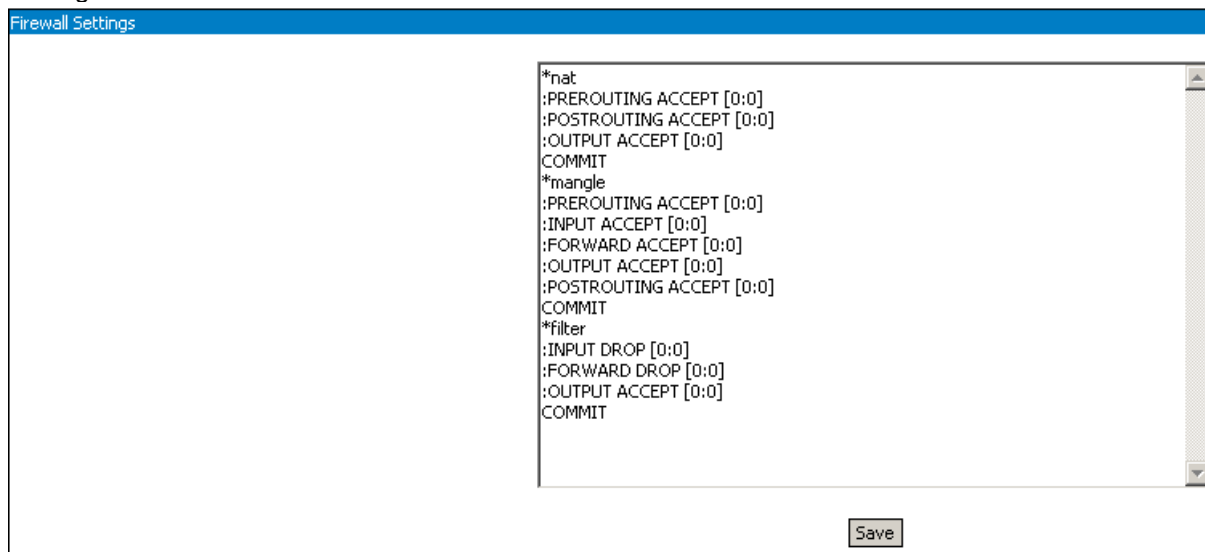 Firewall Settings
*nat
:PREROUTING ACCEPT [0:0]
:POSTROUTING ACCEPT [0:0]
:OUTPUT ACCEPT [0:0]
COMMIT
*mangle
:PREROUTING ACCEPT [0:0]
:INPUT ACCEPT [0:0]
:FORWARD ACCEPT [0:0]
:OUTPUT ACCEPT [0:0]
:POSTROUTING ACCEPT [0:0]
COMMIT
*filter
:INPUT DROP [0:0]
:FORWARD DROP [0:0]
:OUTPUT ACCEPT [0:0]
COMMIT
Save